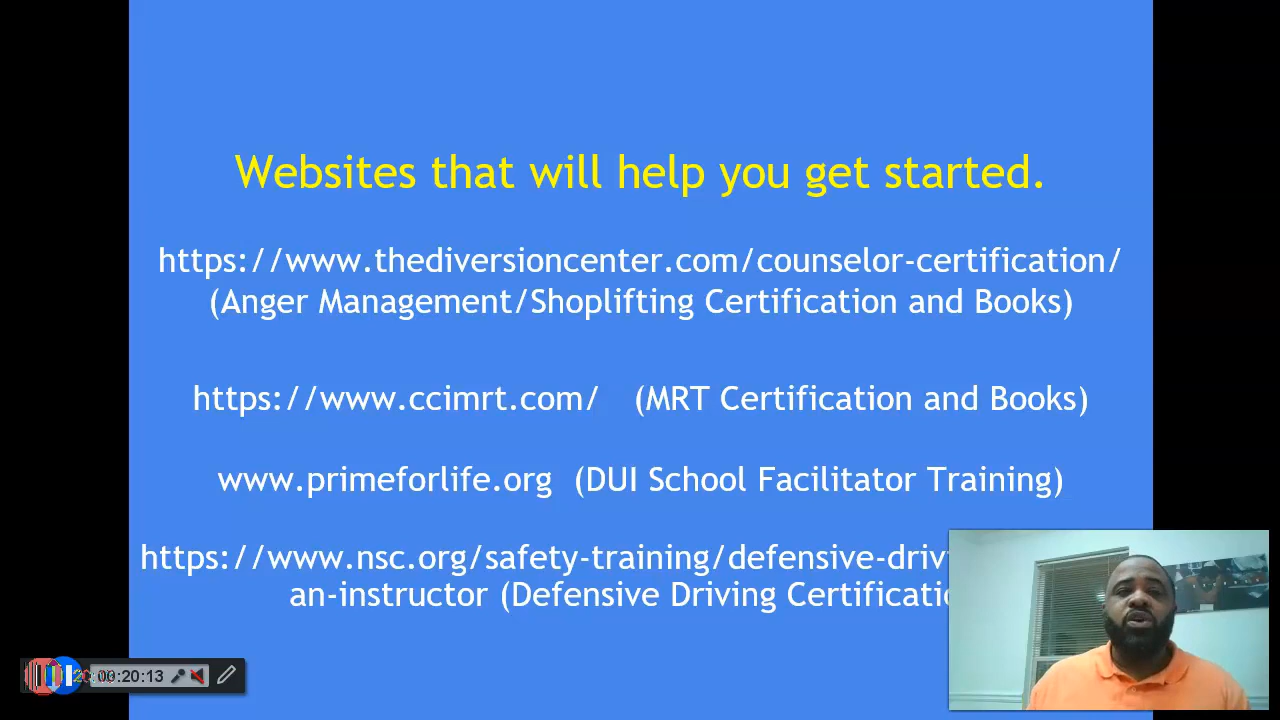 Websites that will help you get started.
https://www.thediversioncenter.com/counselor-certification/
(Anger Management/Shoplifting Certification and Books)
https://www.ccimrt.com/ (MRT Certification and Books)
www.primeforlife.org (DUI School Facilitator Training)
https://www.nsc.org/safety-training/defensive-driv
an-instructor (Defensive Driving Certificatio
00:20:13